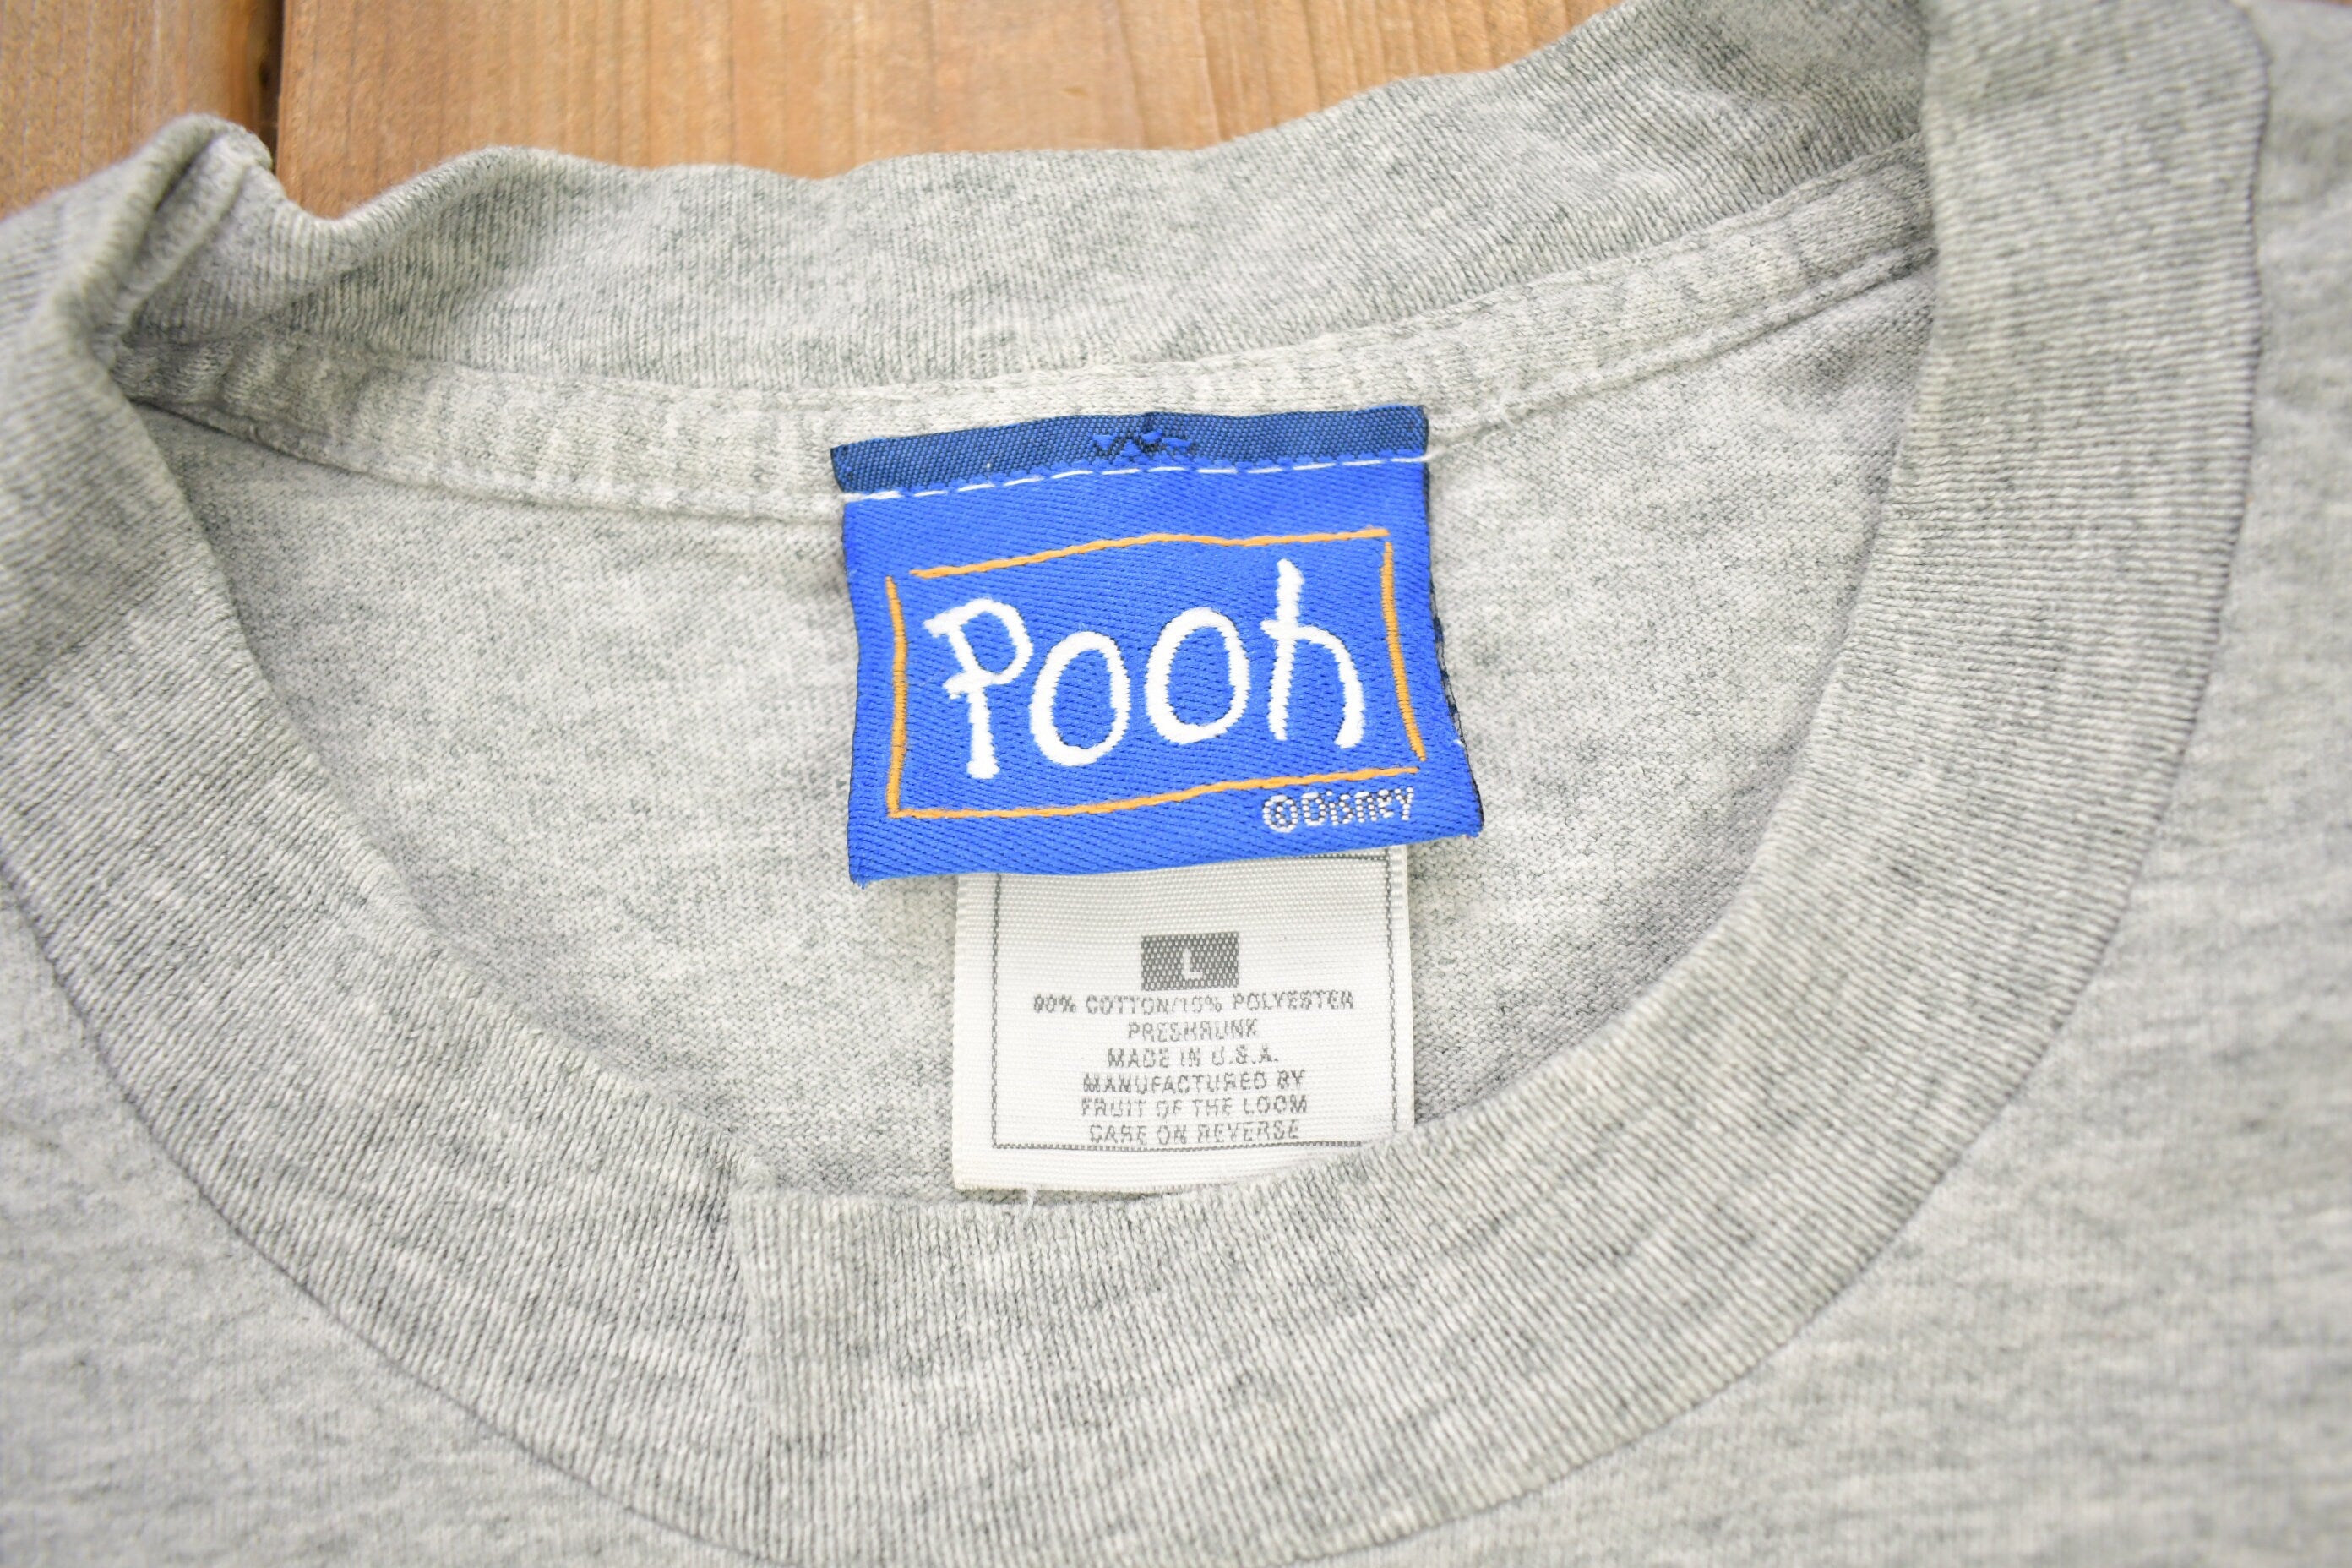 Pooh
©Disney
L
90% COTTON/10% POLYESTER
PRESHRUNK
MADE IN U.S.A.
MANUFACTURED BY
FRUIT OF THE LOOM
CARE ON REVERSE